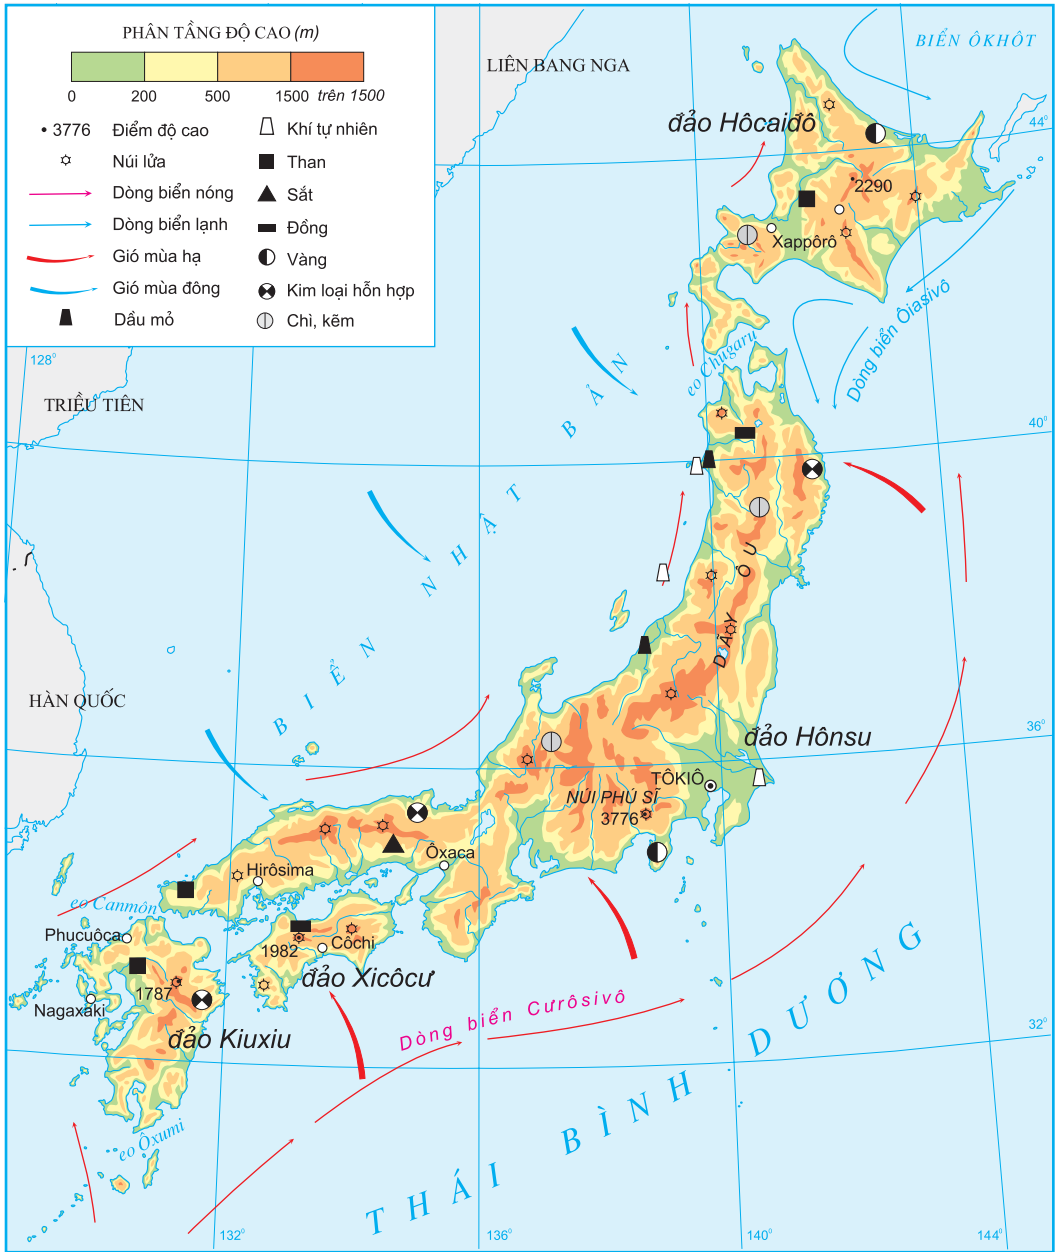 PHÂN TẦNG ĐỘ CAO (m)
0 200 500 1500 trên 1500
3776 Điểm độ cao
Núi lửa
Dòng biển nóng
Dòng biển lạnh
Gió mùa hạ
Gió mùa đông
Dầu mỏ
Khí tự nhiên
Than
Sắt
Đồng
Vàng
Kim loại hỗn hợp
Chì, kẽm
LIÊN BANG NGA
BIỂN ÔKHÔT
đảo Hôcaiđô
44°
2290
Xappôrô
Dòng biển Ôiasivô
eo Chugaru
128°
TRIỀU TIÊN
40°
BIỂN NHẬT BẢN
DÃY Ô U
HÀN QUỐC
36°
đảo Hônsu
TÔKIÔ
NÚI PHÚ SĨ
3776
Ôxaca
Hirôsima
eo Canmôn
Phucuôca
1982
Côchi
đảo Xicôcư
1787
Nagaxaki
đảo Kiuxiu
Dòng biển Cưrôsivô
32°
THÁI BÌNH DƯƠNG
eo Ôxumi
132°
136°
140°
144°